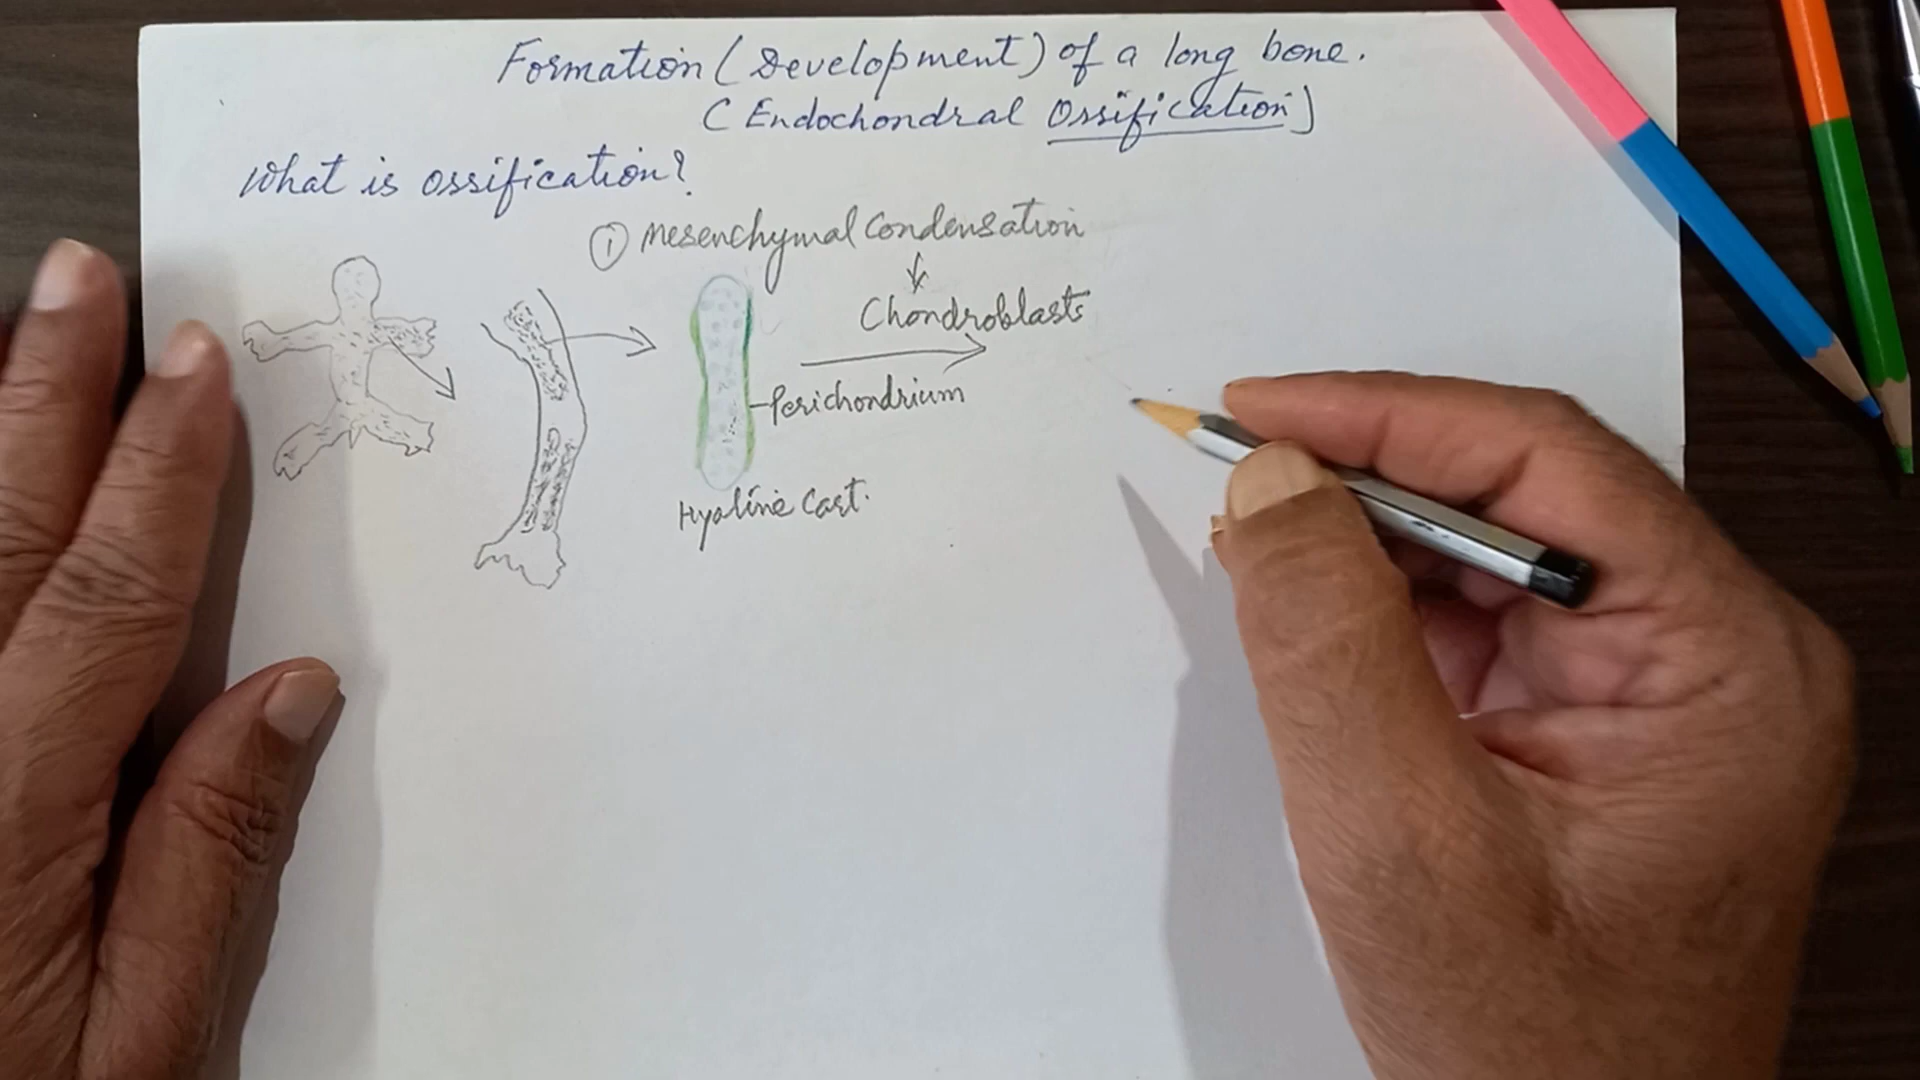 Formation (Development) of a long bone.
(Endochondral Ossification)
What is ossification?
① Mesenchymal Condensation
↓
Chondroblasts
Perichondrium
Hyaline Cart.